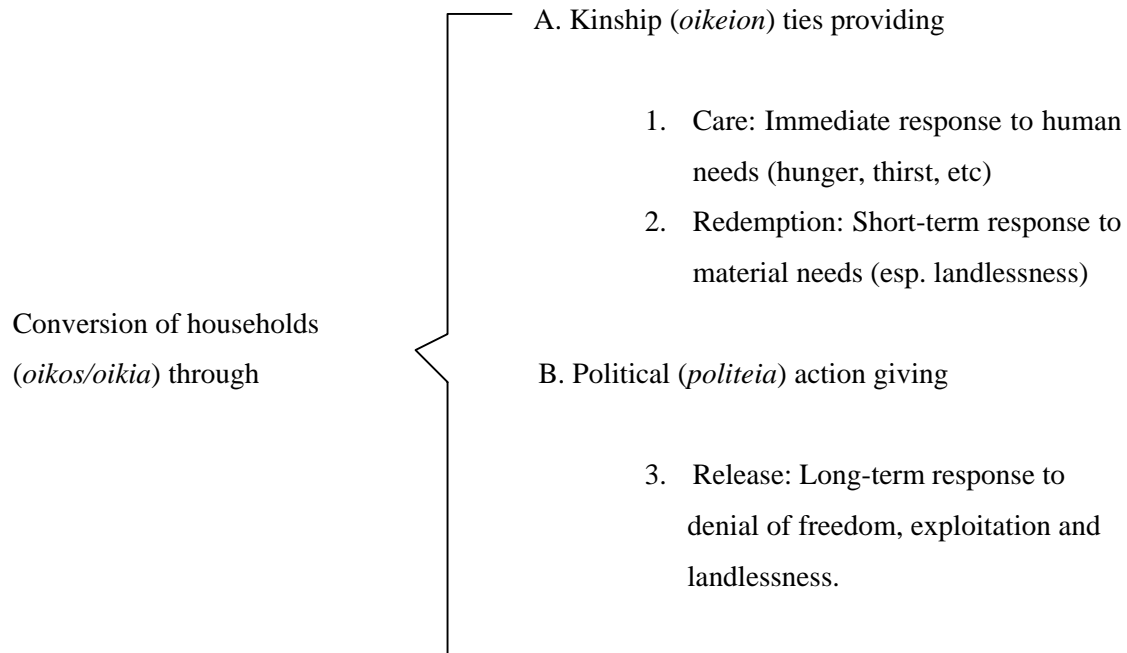 A. Kinship (oikeion) ties providing
1. Care: Immediate response to human
needs (hunger, thirst, etc)
2. Redemption: Short-term response to
material needs (esp. landlessness)
Conversion of households
(oikos/oikia) through
B. Political (politeia) action giving
3. Release: Long-term response to
denial of freedom, exploitation and
landlessness.